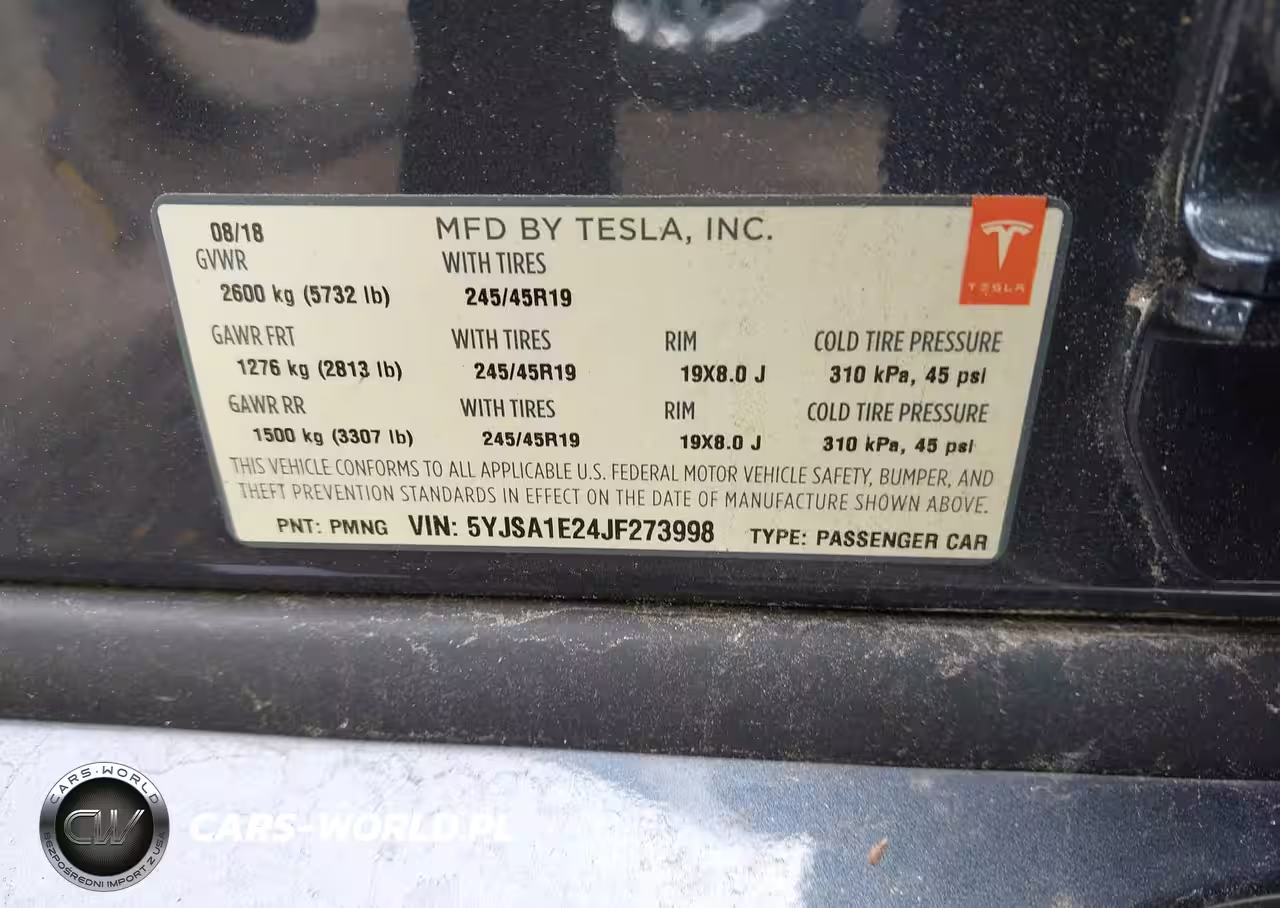 08/18 MFD BY TESLA, INC.
GVWR WITH TIRES
2600 kg (5732 lb) 245/45R19
TESLA
GAWR FRT WITH TIRES RIM COLD TIRE PRESSURE
1276 kg (2813 lb) 245/45R19 19X8.0 J 310 kPa, 45 psi
GAWR RR WITH TIRES RIM COLD TIRE PRESSURE
1500 kg (3307 lb) 245/45R19 19X8.0 J 310 kPa, 45 psi
THIS VEHICLE CONFORMS TO ALL APPLICABLE U.S. FEDERAL MOTOR VEHICLE SAFETY, BUMPER, AND
THEFT PREVENTION STANDARDS IN EFFECT ON THE DATE OF MANUFACTURE SHOWN ABOVE.
PNT: PMNG VIN: 5YJSA1E24JF273998 TYPE: PASSENGER CAR
CARS-WORLD
CW
BEZPOŚREDNI IMPORT Z USA
CARS-WORLD.PL